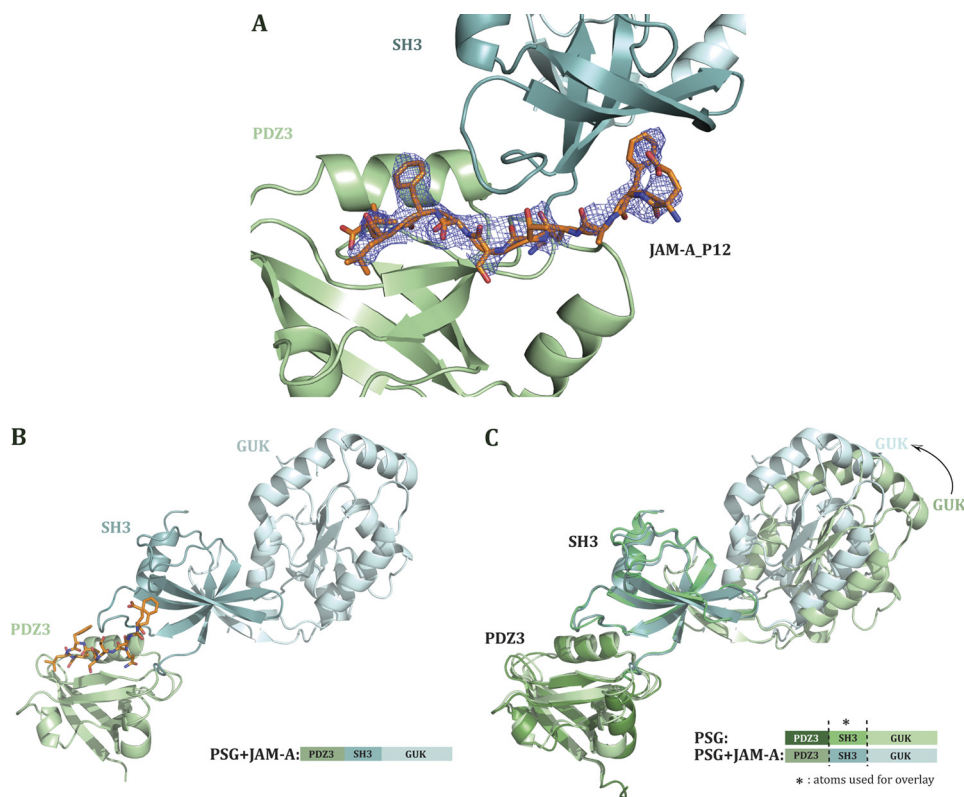 A
SH3
PDZ3
JAM-A_P12
B
GUK
SH3
PDZ3
PSG+JAM-A: PDZ3 SH3 GUK
C
GUK
GUK
SH3
PDZ3
*
PSG: PDZ3 SH3 GUK
PSG+JAM-A: PDZ3 SH3 GUK
* : atoms used for overlay